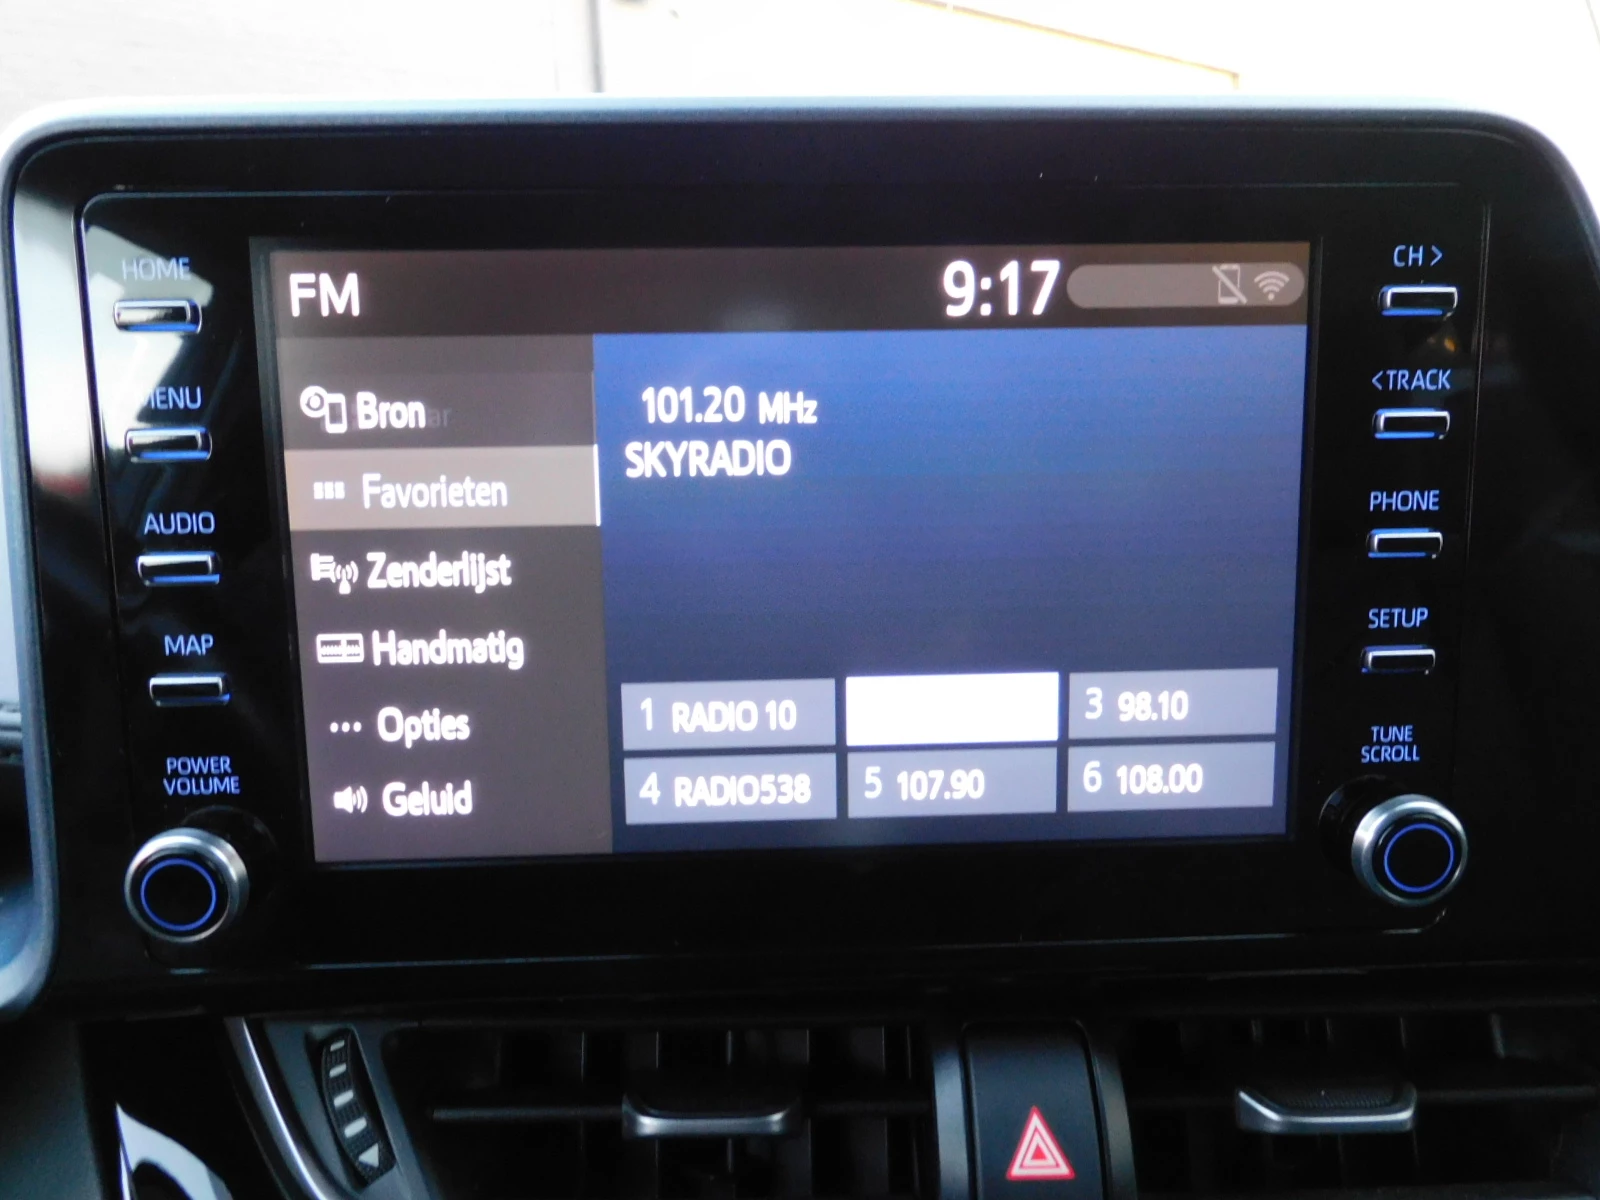 HOME
MENU
AUDIO
MAP
POWER
VOLUME
FM
9:17
Bron
Favorieten
Zenderlijst
Handmatig
Opties
Geluid
101.20 MHz
SKYRADIO
1 RADIO 10
3 98.10
4 RADIO538
5 107.90
6 108.00
CH >
< TRACK
PHONE
SETUP
TUNE
SCROLL